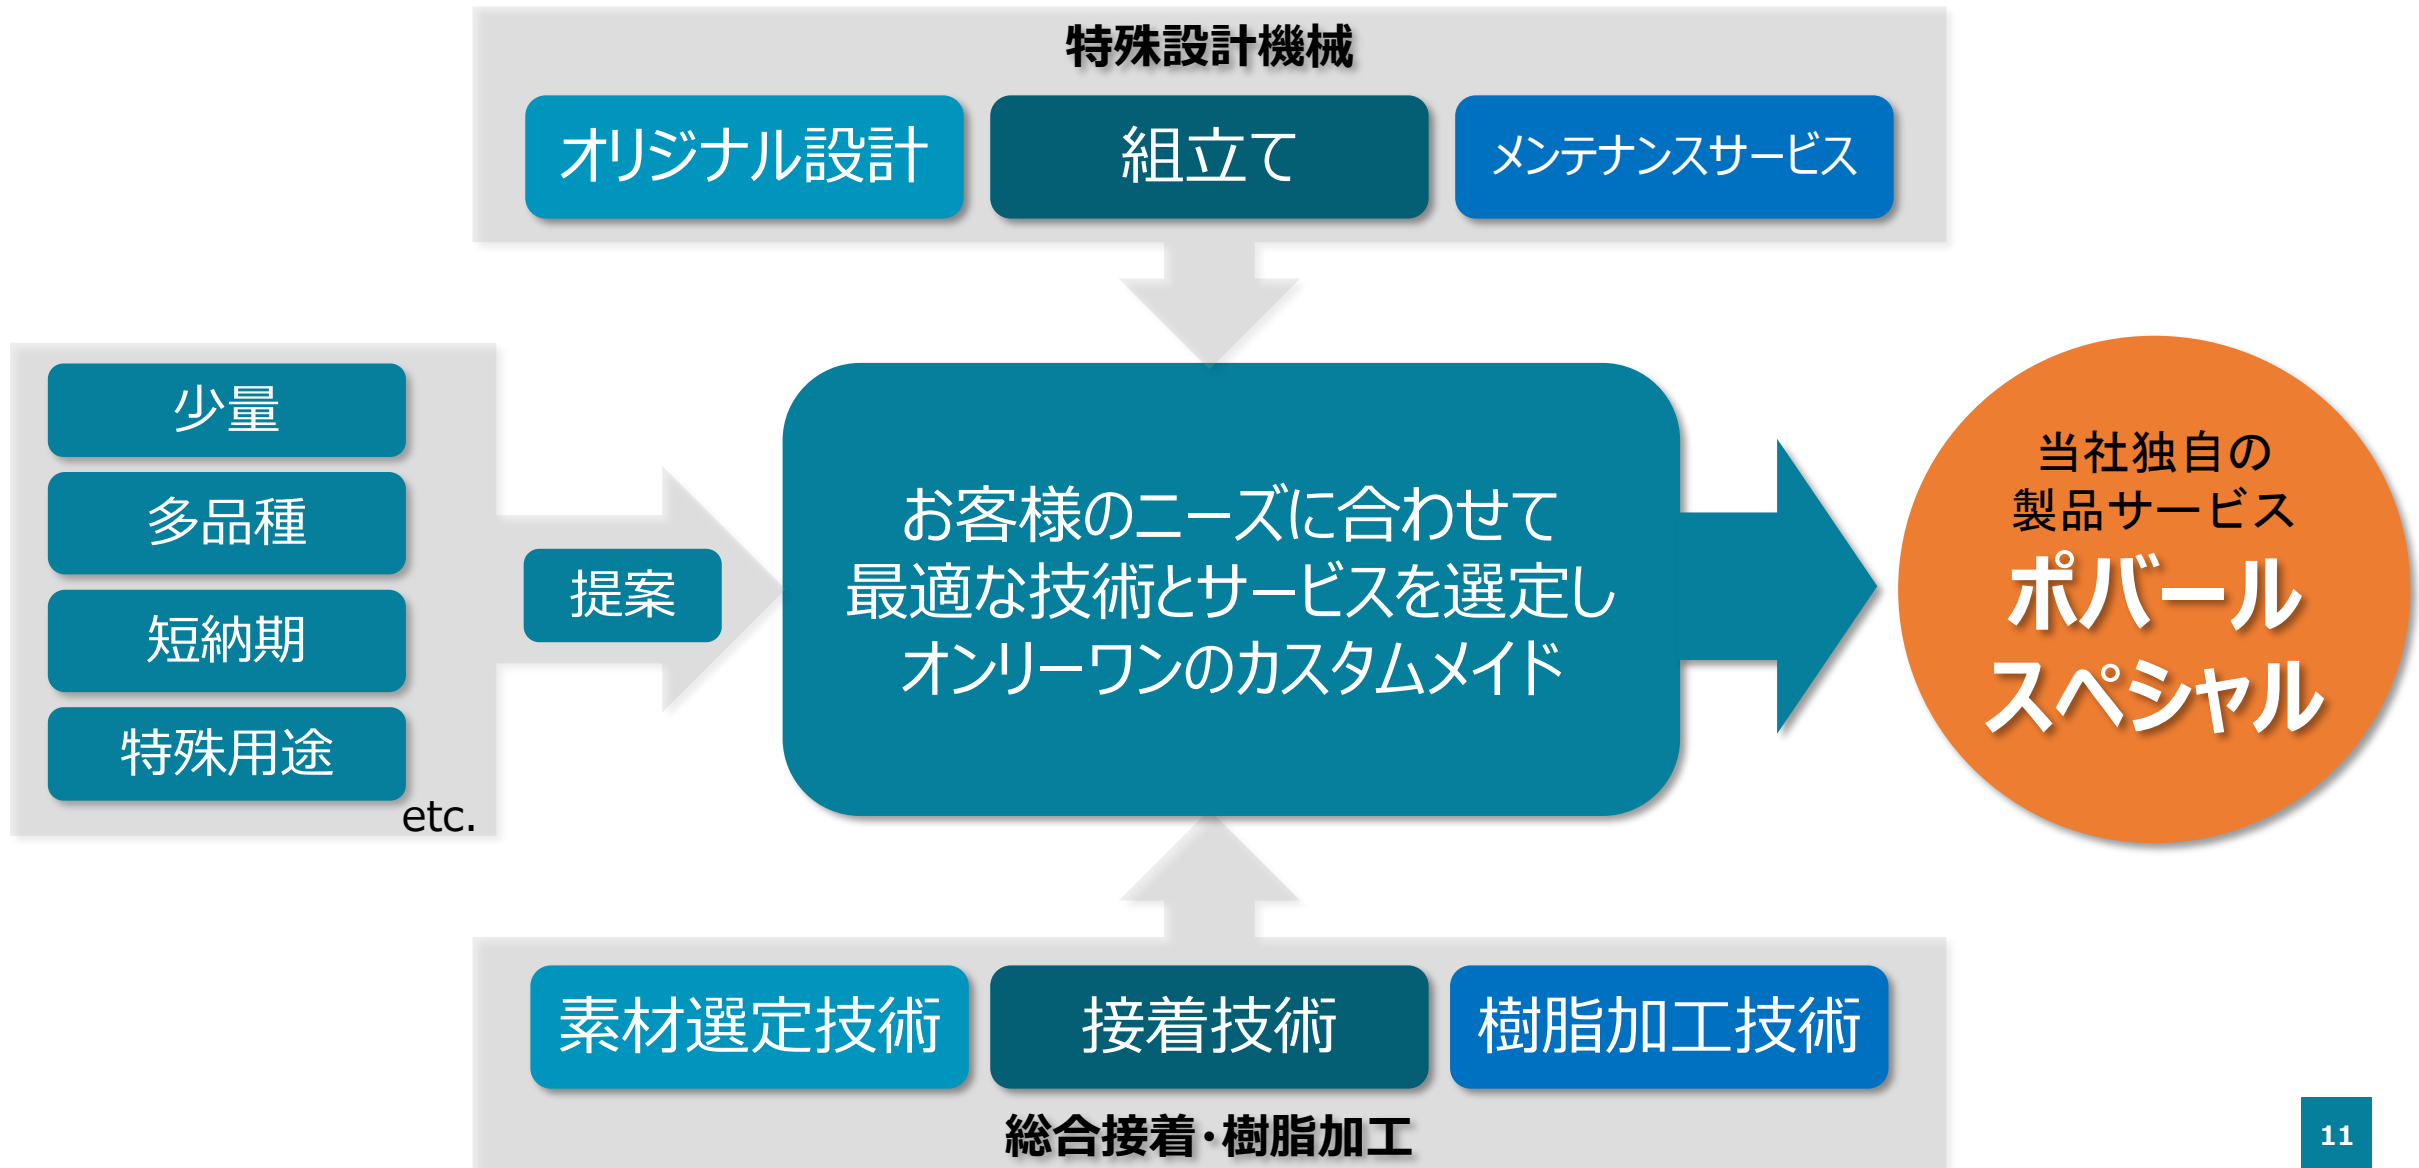 特殊設計機械
オリジナル設計
組立て
メンテナンスサービス
少量
多品種
短納期
特殊用途
etc.
提案
お客様のニーズに合わせて
最適な技術とサービスを選定し
オンリーワンのカスタムメイド
当社独自の
製品サービス
ポバール
スペシャル
素材選定技術
接着技術
樹脂加工技術
総合接着・樹脂加工
11